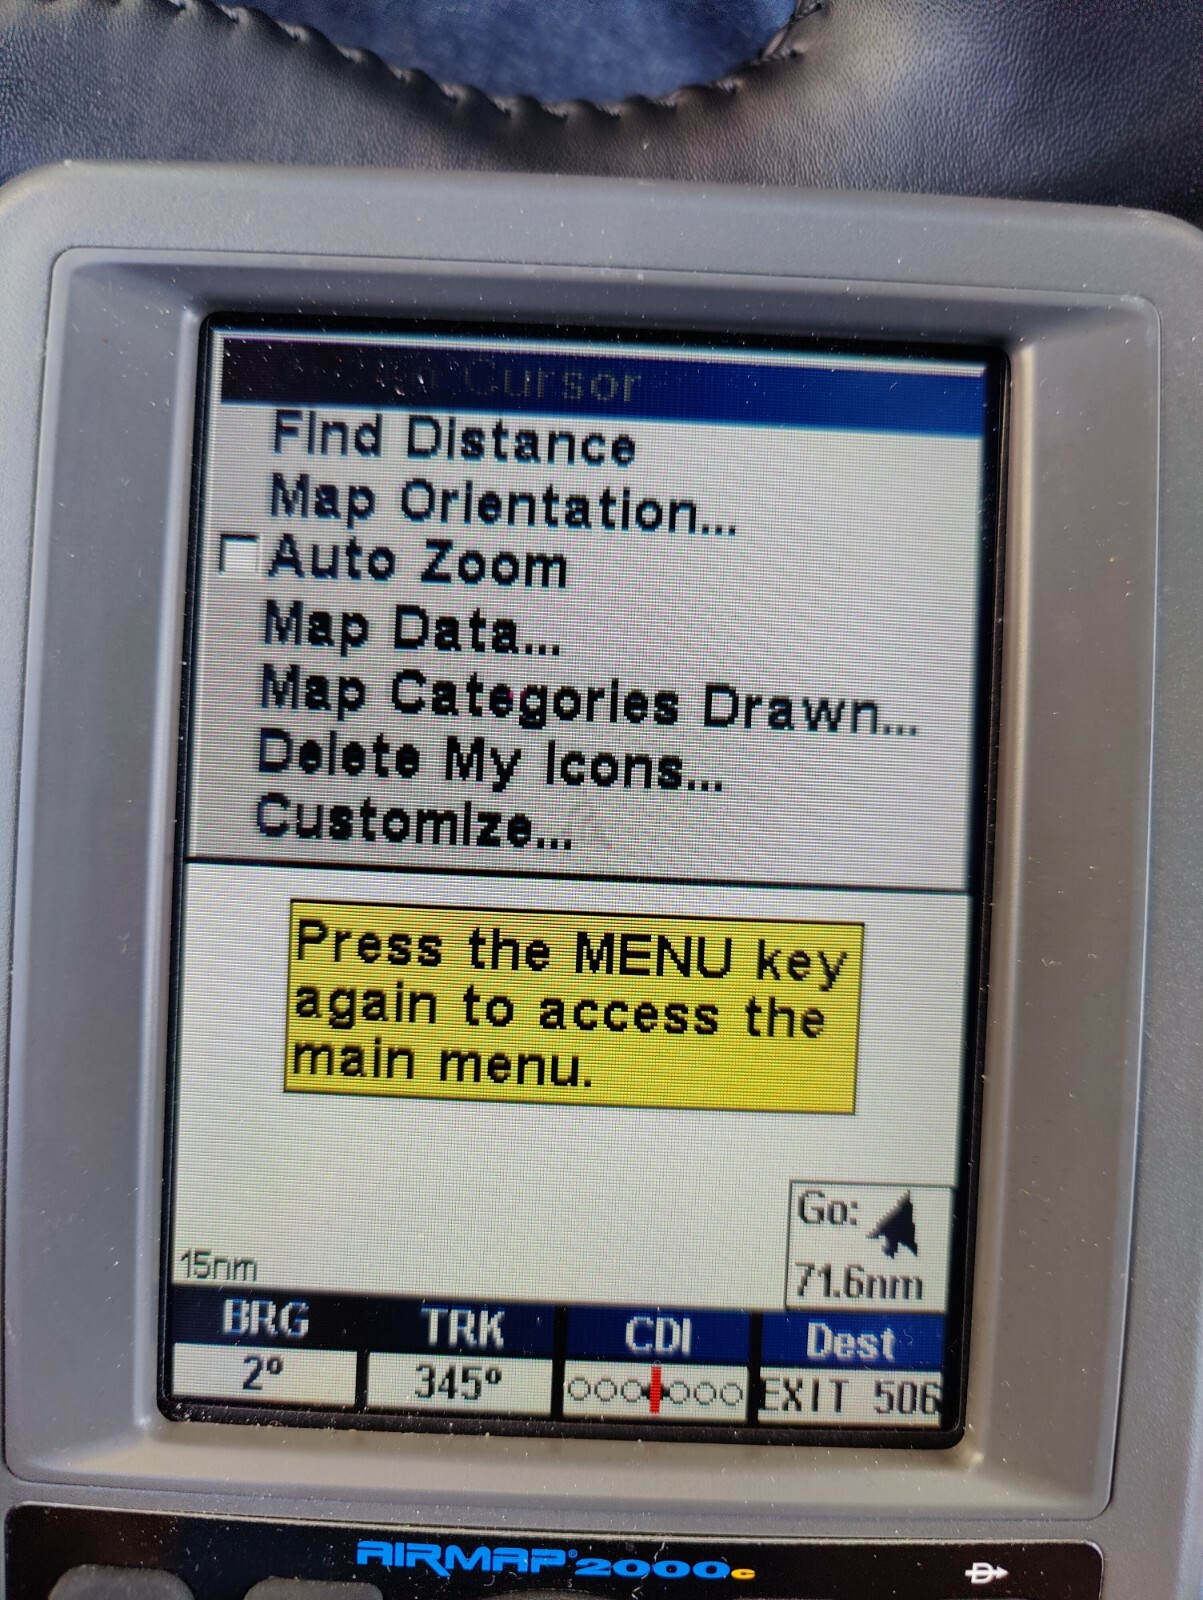 Cursor
Find Distance
Map Orientation...
Auto Zoom
Map Data...
Map Categories Drawn...
Delete My Icons...
Customize...
Press the MENU key
again to access the
main menu.
Go:
71.6nm
15nm
BRG TRK CDI Dest
2° 345° EXIT 506
AIRMAP® 2000c